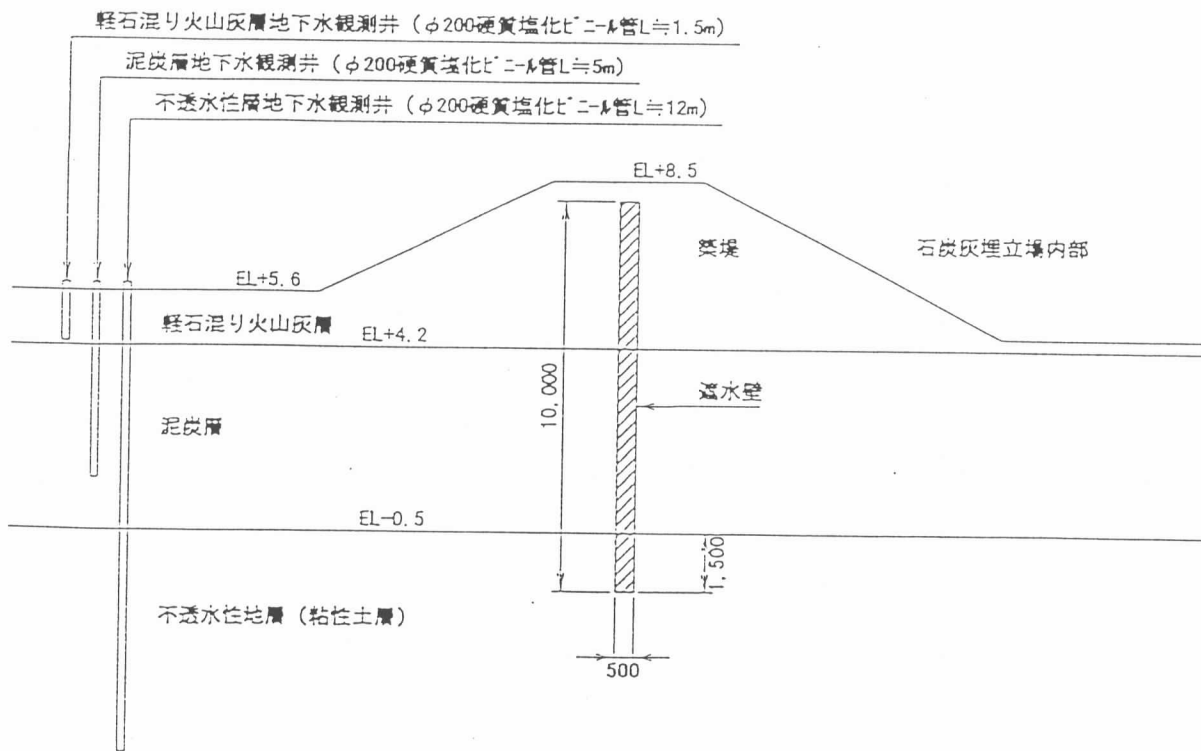 軽石混り火山灰層地下水観測井(φ200硬質塩化ビニール管L≒1.5m)
泥炭層地下水観測井(φ200硬質塩化ビニール管L≒5m)
不透水性層地下水観測井(φ200硬質塩化ビニール管L≒12m)
EL+8.5
築堤
石炭灰埋立場内部
EL+5.6
軽石混り火山灰層
EL+4.2
10,000
遮水壁
泥炭層
EL-0.5
1,500
不透水性地層(粘性土層)
500